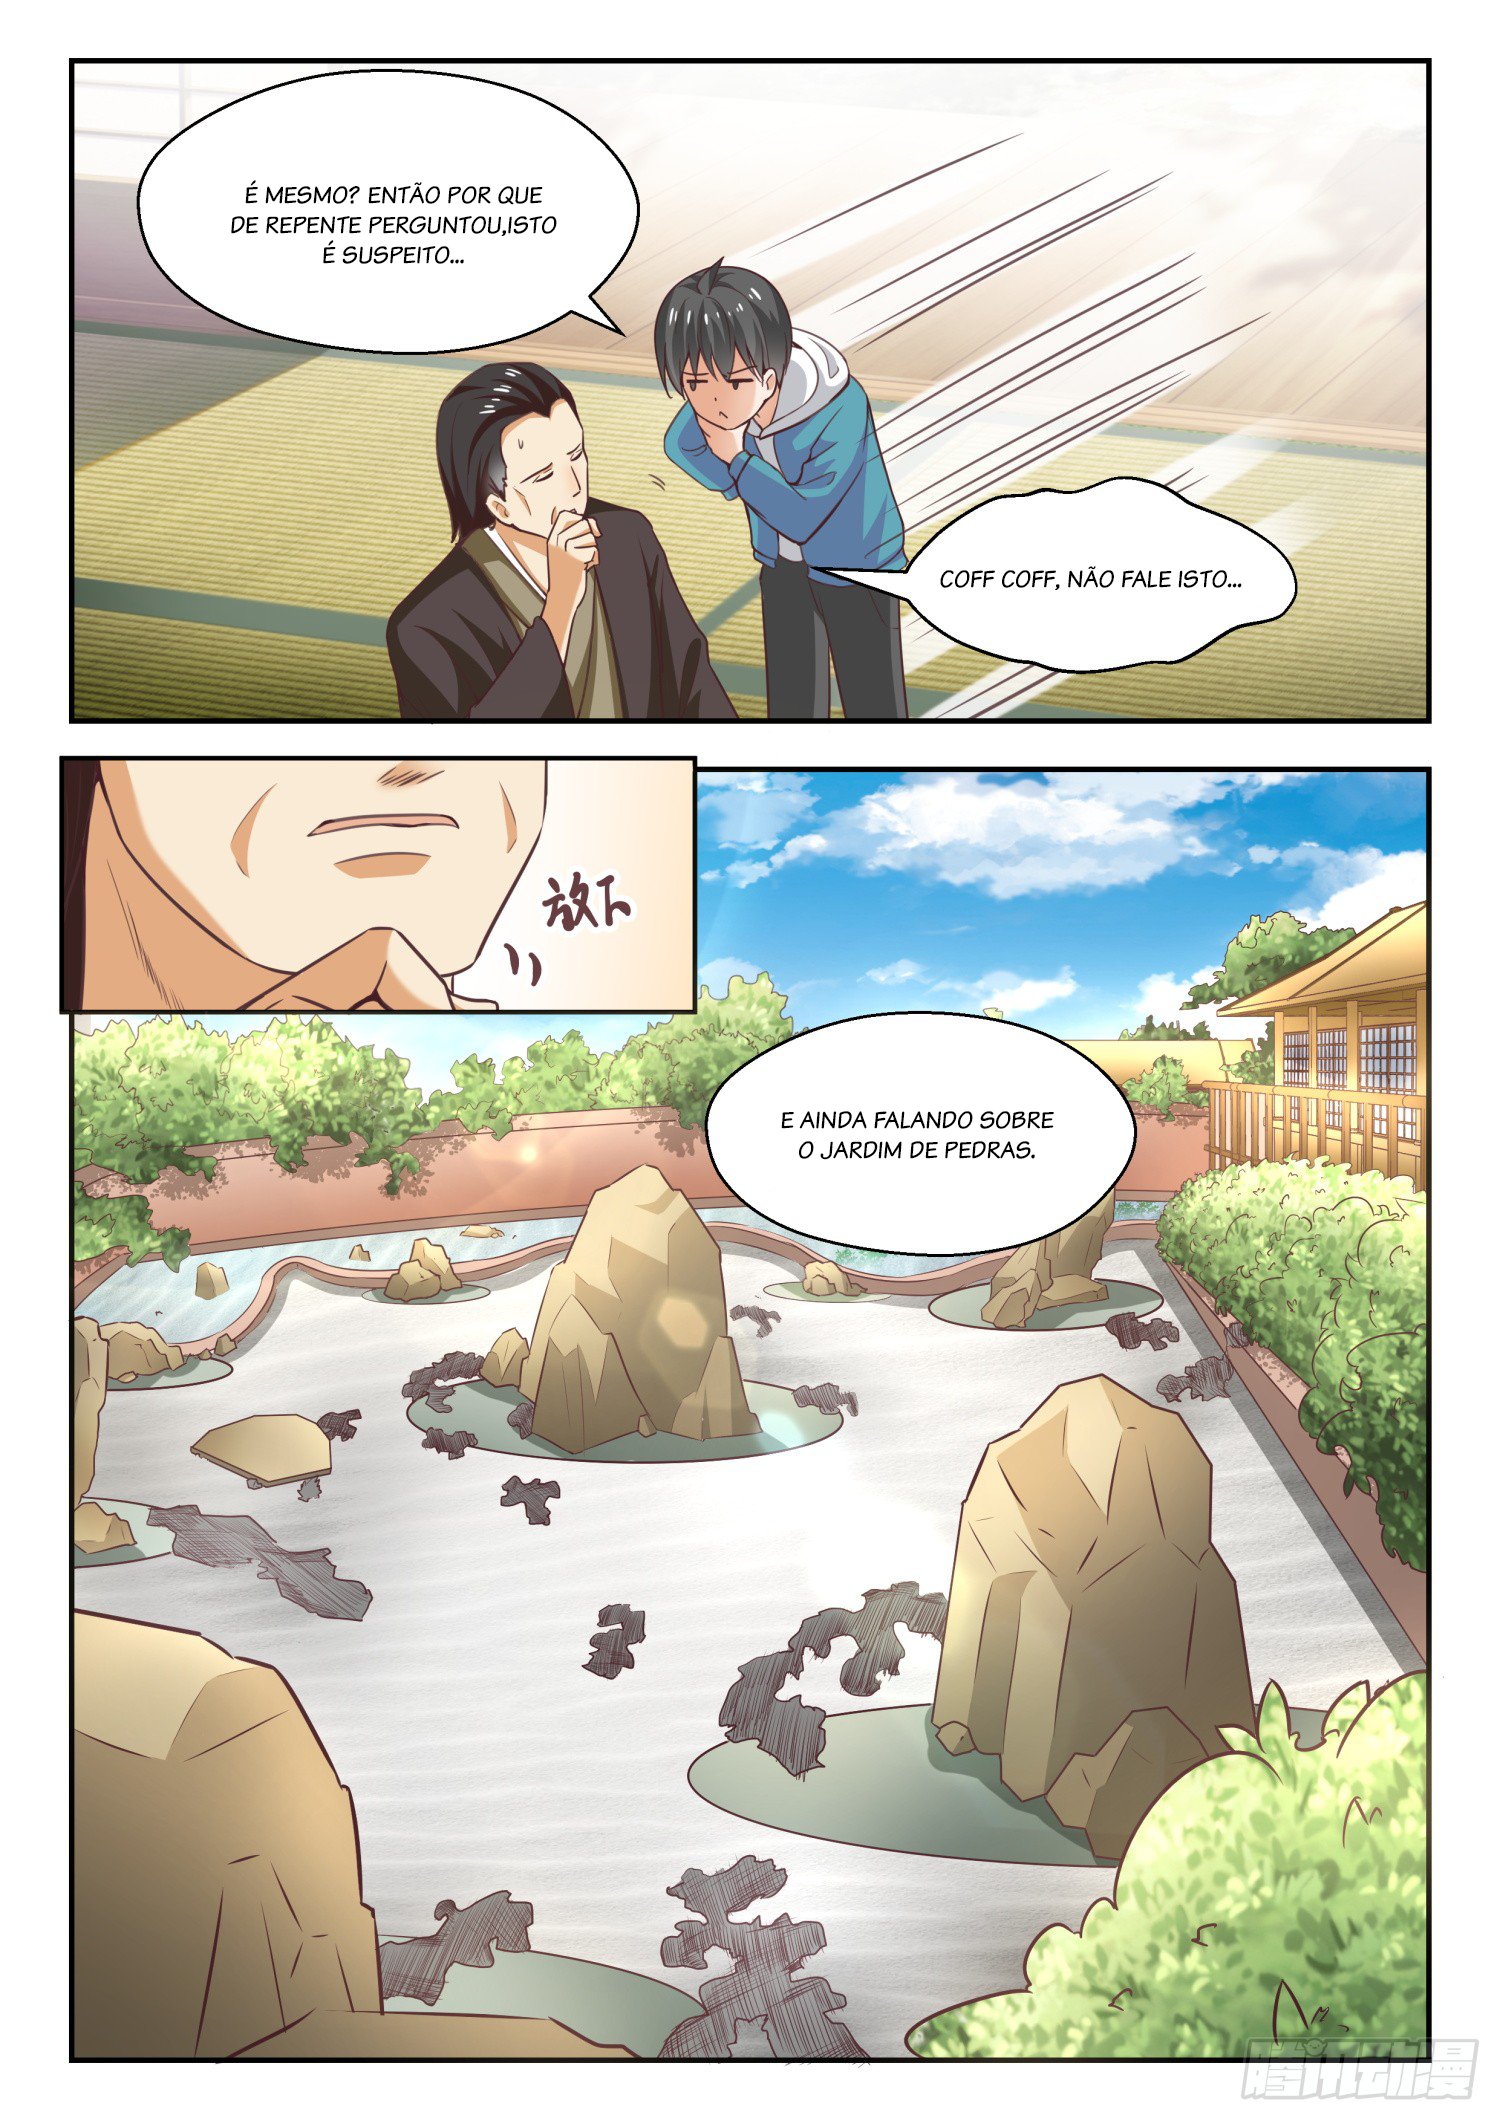 É MESMO? ENTÃO POR QUE
DE REPENTE PERGUNTOU,ISTO
É SUSPEITO...
COFF COFF, NÃO FALE ISTO...
放下
E AINDA FALANDO SOBRE
O JARDIM DE PEDRAS.
腾讯动漫